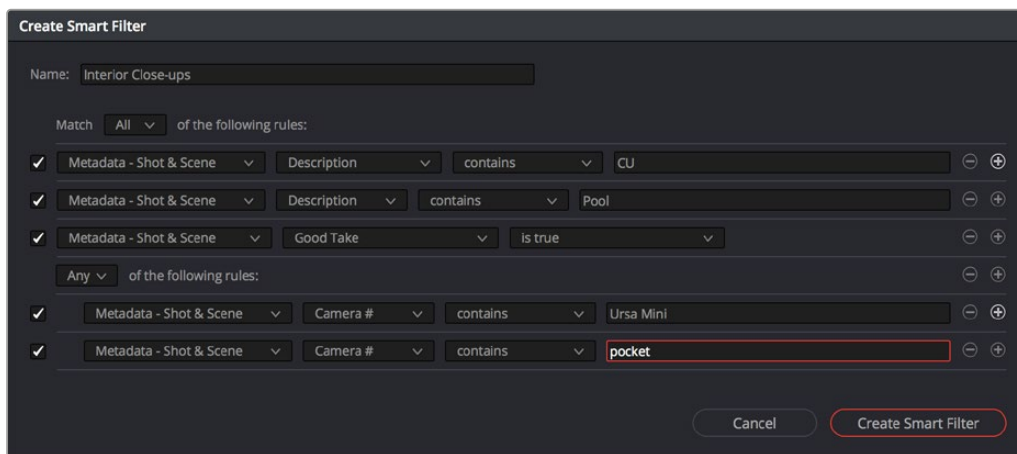 Create Smart Filter
Name: Interior Close-ups
Match All of the following rules:
Metadata - Shot & Scene Description contains CU
Metadata - Shot & Scene Description contains Pool
Metadata - Shot & Scene Good Take is true
Any of the following rules:
Metadata - Shot & Scene Camera # contains Ursa Mini
Metadata - Shot & Scene Camera # contains pocket
Cancel Create Smart Filter